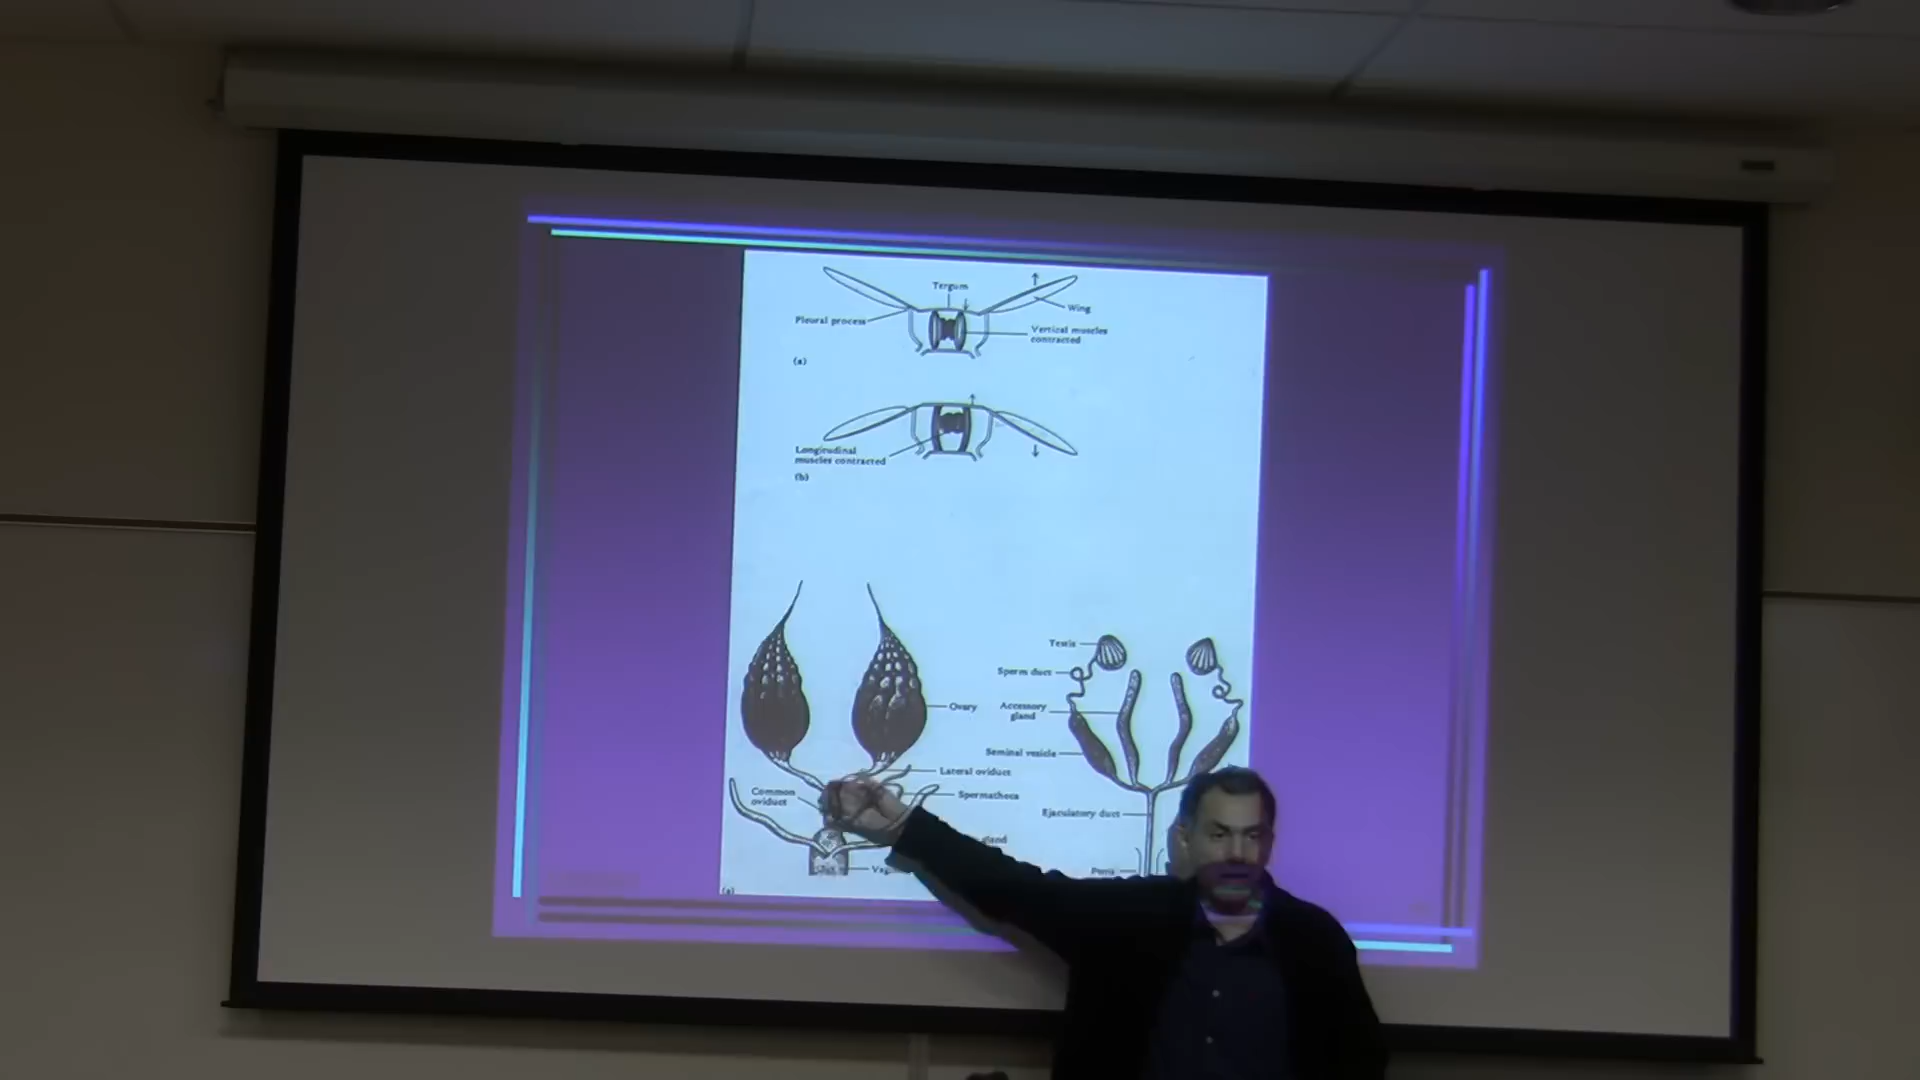 Tergum
Wing
Pleural process
Vertical muscles
contracted
(a)
Longitudinal
muscles contracted
(b)
Testis
Sperm duct
Accessory
gland
Ovary
Seminal vesicle
Lateral oviduct
Common
oviduct
Spermatheca
Ejaculatory duct
gland
Penis
(a)